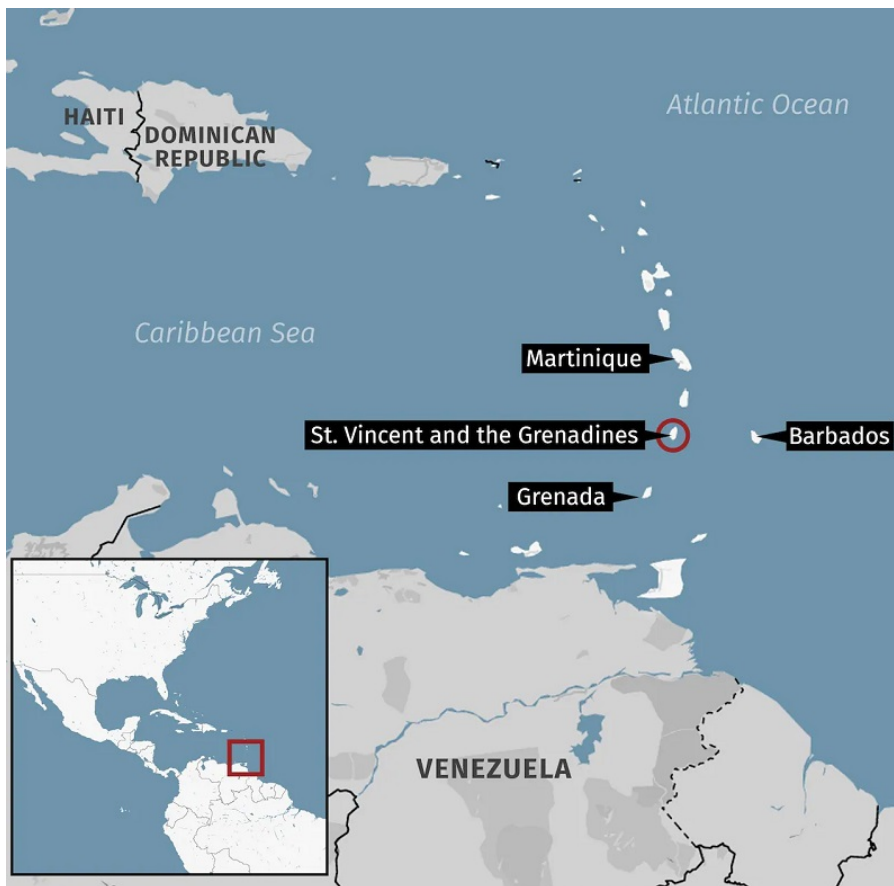 Atlantic Ocean
HAITI
DOMINICAN
REPUBLIC
Caribbean Sea
Martinique
St. Vincent and the Grenadines
Barbados
Grenada
VENEZUELA